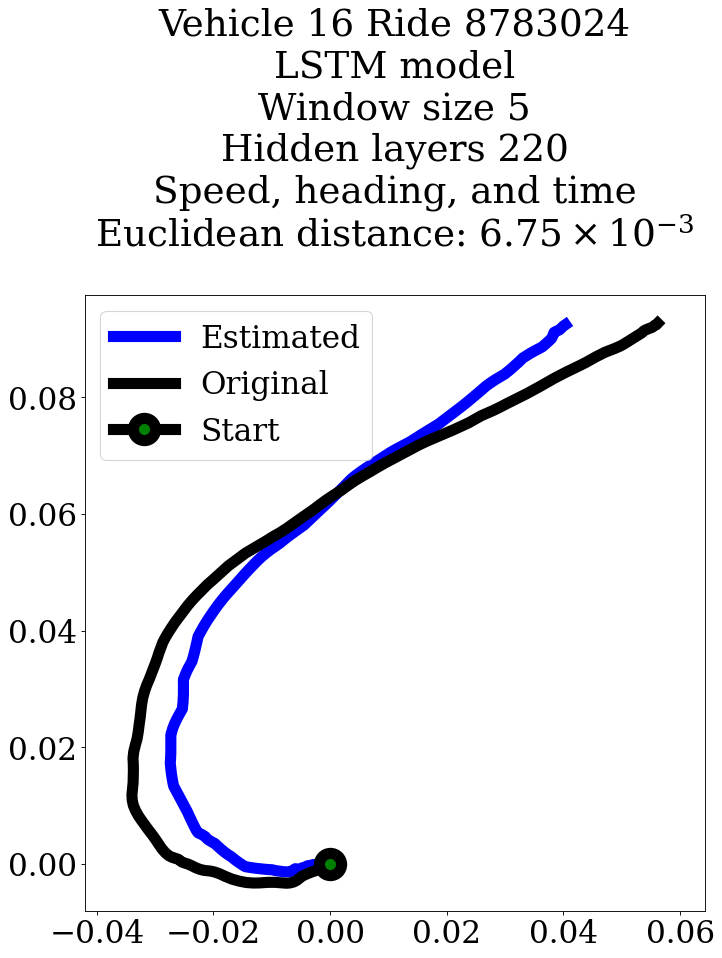 Vehicle 16 Ride 8783024
LSTM model
Window size 5
Hidden layers 220
Speed, heading, and time
Euclidean distance: 6.75 × 10⁻³
Estimated
Original
Start
0.08
0.06
0.04
0.02
0.00
−0.04 −0.02 0.00 0.02 0.04 0.06